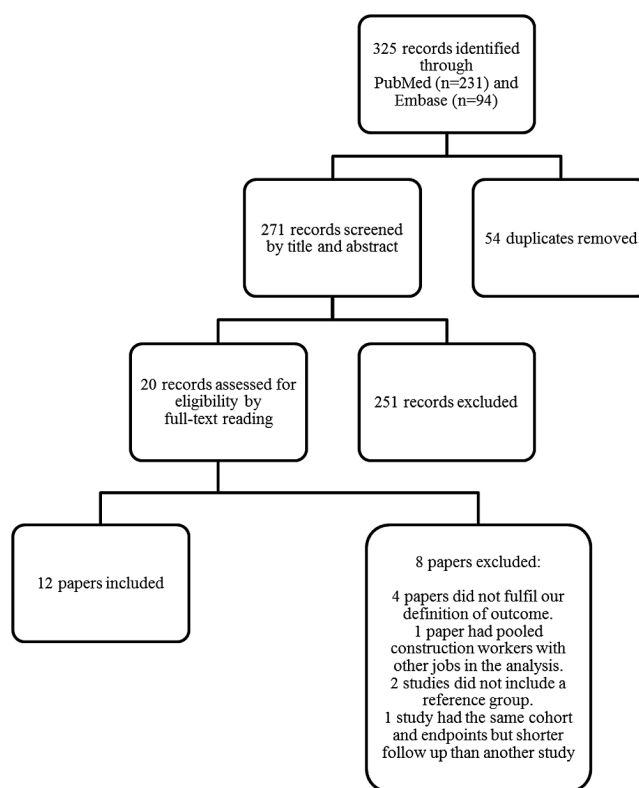 325 records identified
through
PubMed (n=231) and
Embase (n=94)
271 records screened
by title and abstract
54 duplicates removed
20 records assessed for
eligibility by
full-text reading
251 records excluded
12 papers included
8 papers excluded:
4 papers did not fulfil our
definition of outcome.
1 paper had pooled
construction workers with
other jobs in the analysis.
2 studies did not include a
reference group.
1 study had the same cohort
and endpoints but shorter
follow up than another study